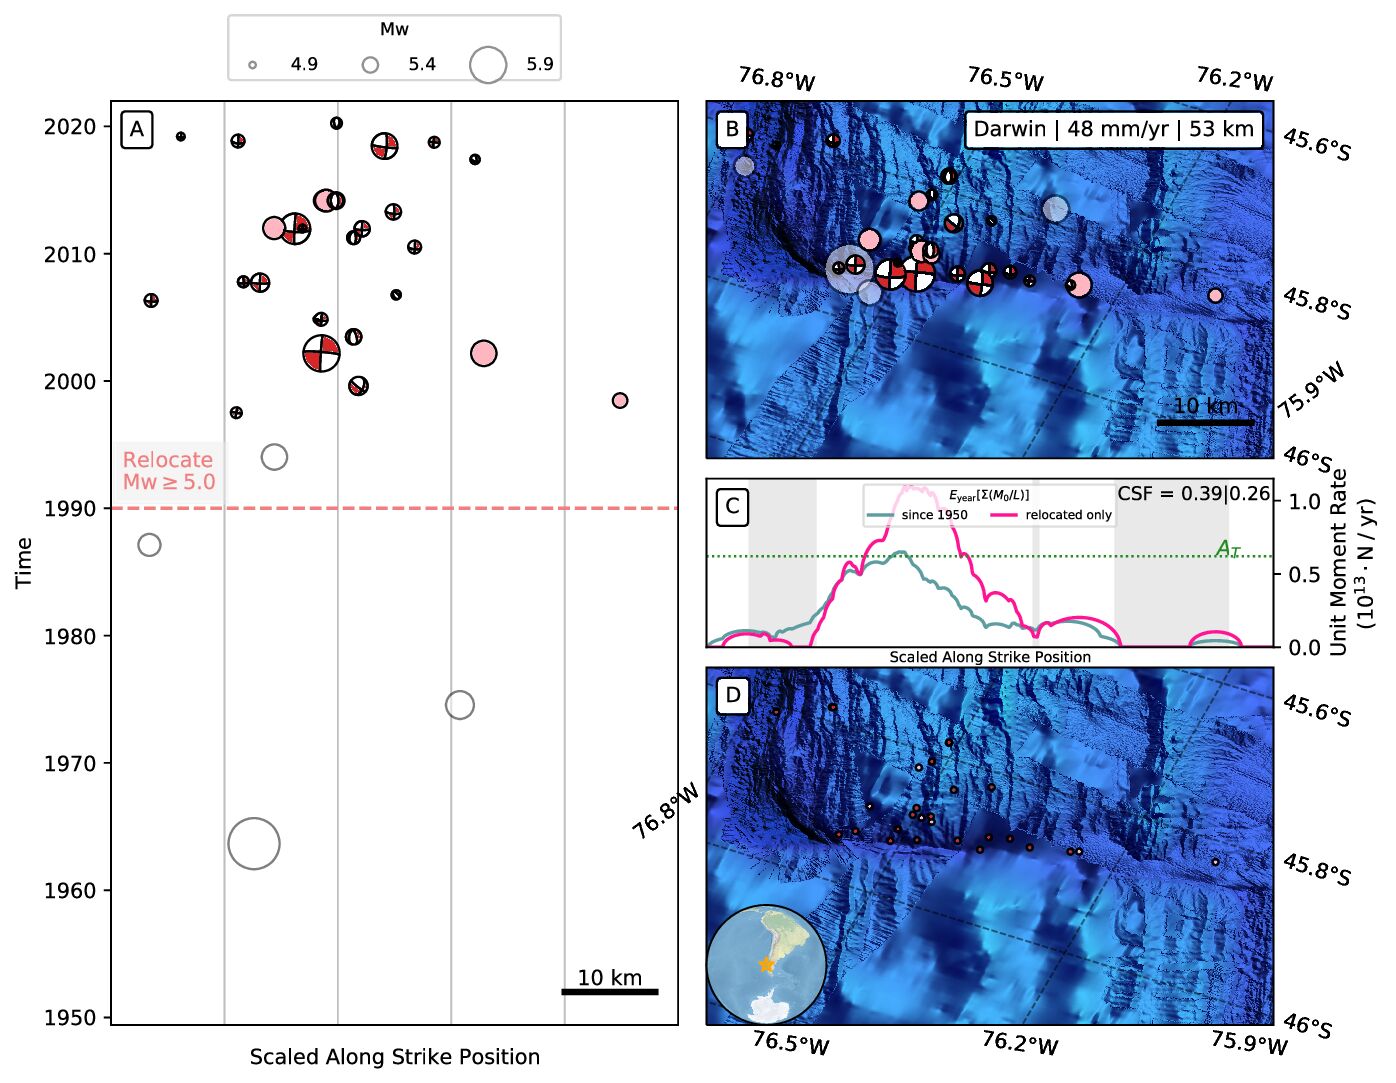 Mw
4.9 5.4 5.9
A
2020
2010
2000
1990
1980
1970
1960
1950
Time
Relocate
Mw ≥ 5.0
10 km
Scaled Along Strike Position
76.8°W 76.5°W 76.2°W
B
Darwin | 48 mm/yr | 53 km
45.6°S
45.8°S
75.9°W
46°S
10 km
C
E_year[Σ(M_0/L)]
since 1950 relocated only
CSF = 0.39|0.26
A_T
1.0
0.5
0.0
Unit Moment Rate
(10^13 · N / yr)
Scaled Along Strike Position
D
45.6°S
45.8°S
46°S
76.8°W
76.5°W 76.2°W 75.9°W